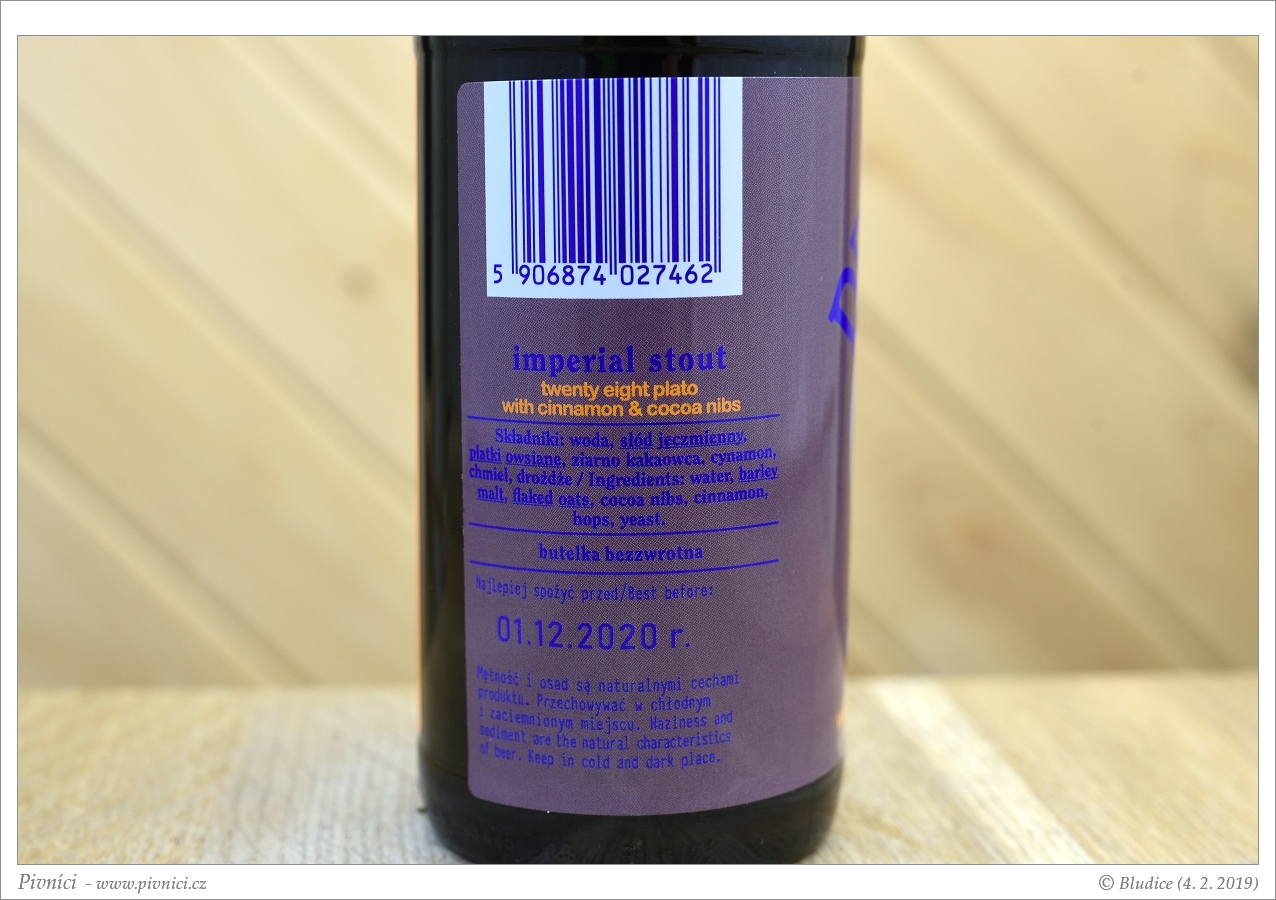 5 906874 027462
imperial stout
twenty eight plato
with cinnamon & cocoa nibs
Składniki: woda, słód jęczmienny,
płatki owsiane, ziarno kakaowca, cynamon,
chmiel, drożdże / Ingredients: water, barley
malt, flaked oats, cocoa nibs, cinnamon,
hops, yeast.
butelka bezzwrotna
Najlepiej spożyć przed/Best before:
01.12.2020 r.
Mętność i osad są naturalnymi cechami
produktu. Przechowywać w chłodnym
i zaciemnionym miejscu. Haziness and
sediment are the natural characteristics
of beer. Keep in cold and dark place.
Pivníci - www.pivnici.cz
© Bludice (4. 2. 2019)